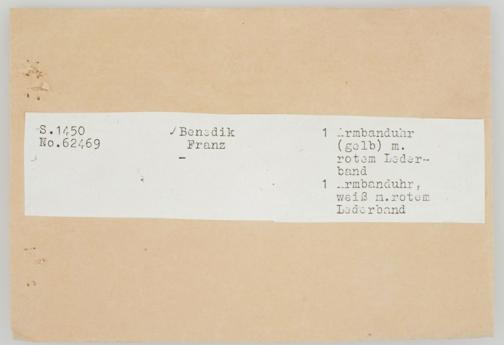 S.1450
No.62469
✓Benedik
Franz
–
1 Armbanduhr
(gelb) m.
rotem Leder-
band
1 Armbanduhr,
weiß m.rotem
Lederband